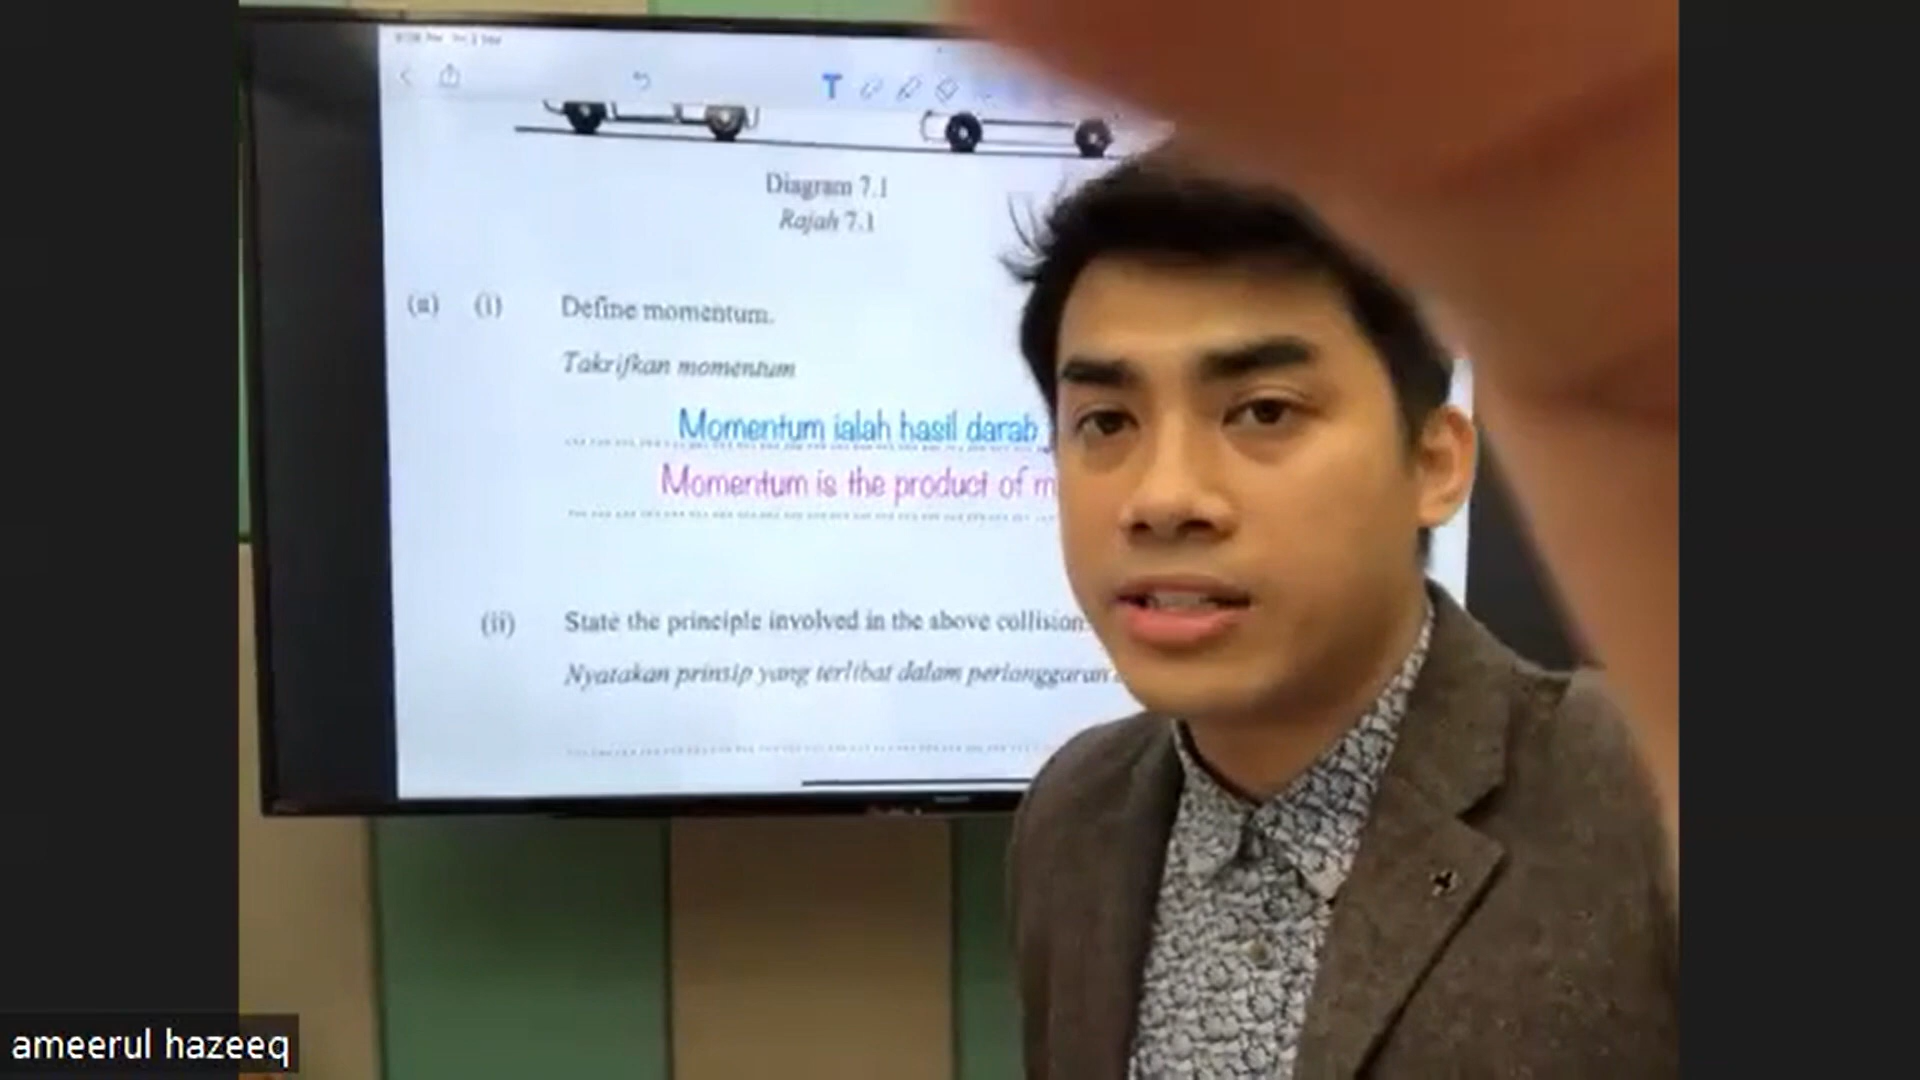 Diagram 7.1
Rajah 7.1
(a) (i) Define momentum.
Takrifkan momentum
Momentum ialah hasil darab
Momentum is the product of m
(ii) State the principle involved in the above collision.
Nyatakan prinsip yang terlibat dalam perlanggaran
ameerul hazeeq